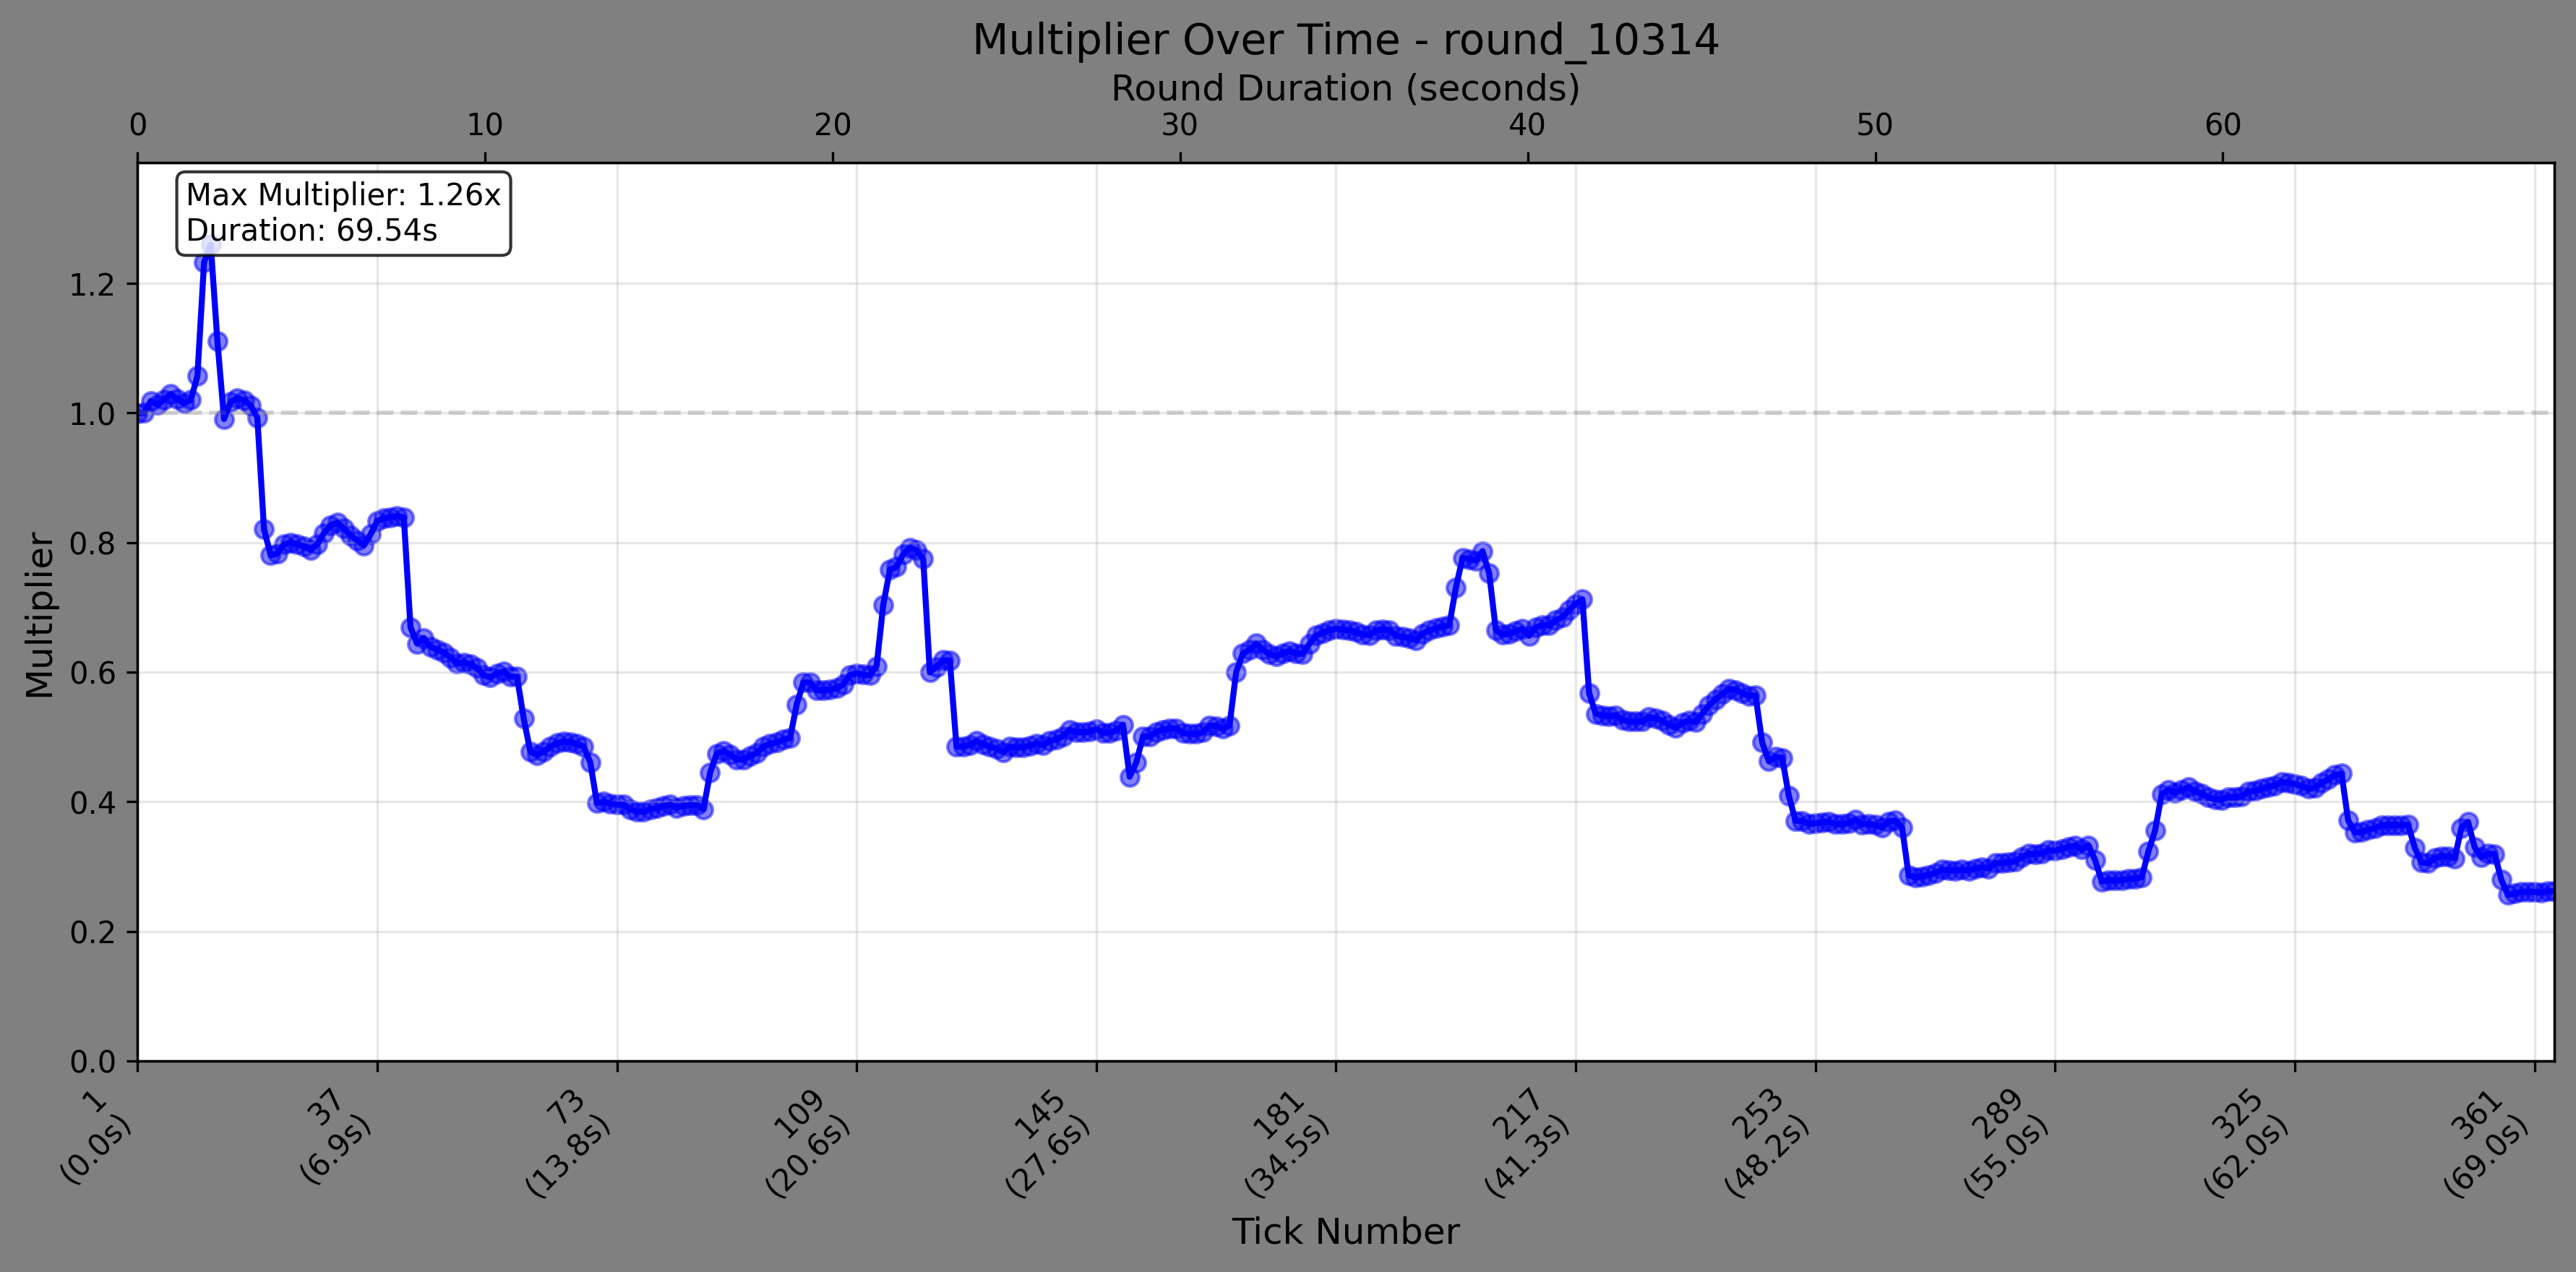 Multiplier Over Time - round_10314
Round Duration (seconds)
0 10 20 30 40 50 60
Max Multiplier: 1.26x
Duration: 69.54s
Multiplier
1.2
1.0
0.8
0.6
0.4
0.2
0.0
1
(0.0s)
37
(6.9s)
73
(13.8s)
109
(20.6s)
145
(27.6s)
181
(34.5s)
217
(41.3s)
253
(48.2s)
289
(55.0s)
325
(62.0s)
361
(69.0s)
Tick Number